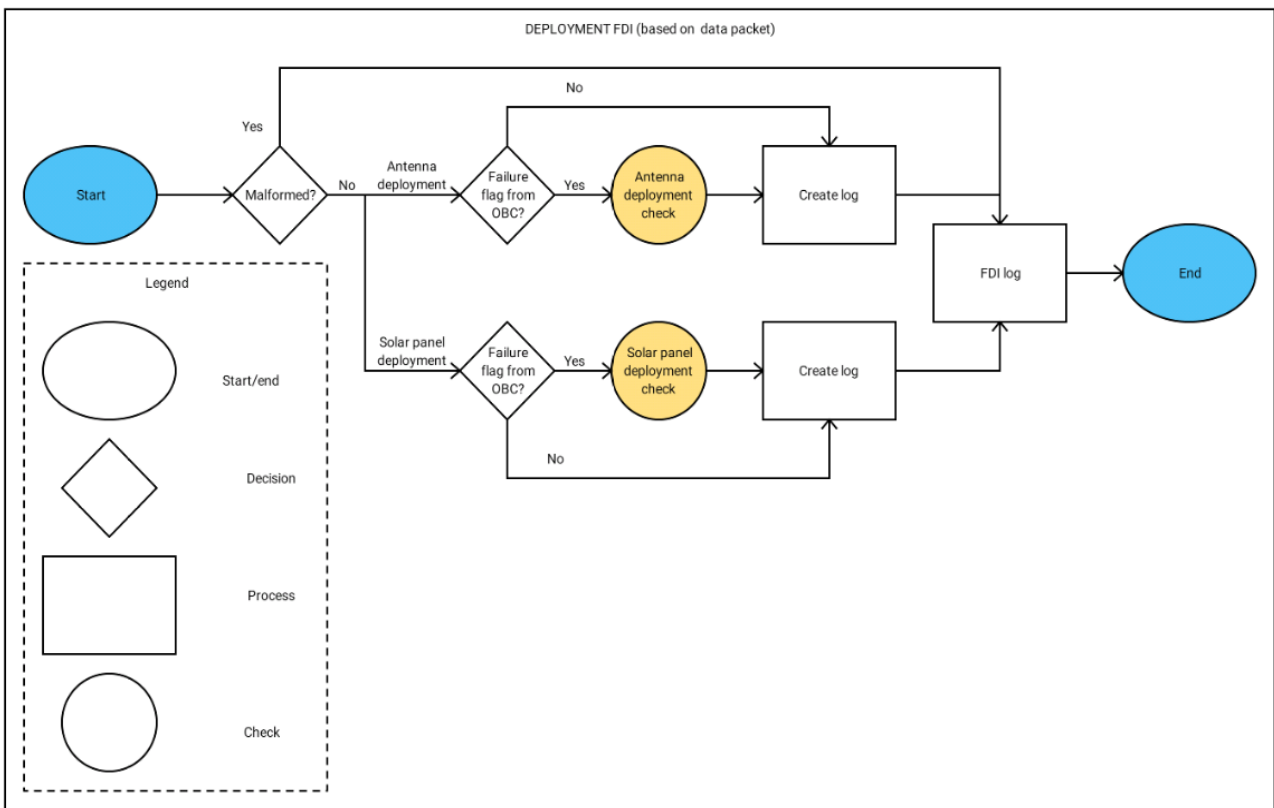 DEPLOYMENT FDI (based on data packet)
No
Yes
Start
Malformed?
No
Antenna
deployment
Failure
flag from
OBC?
Yes
Antenna
deployment
check
Create log
FDI log
End
Solar panel
deployment
Failure
flag from
OBC?
Yes
Solar panel
deployment
check
Create log
No
Legend
Start/end
Decision
Process
Check